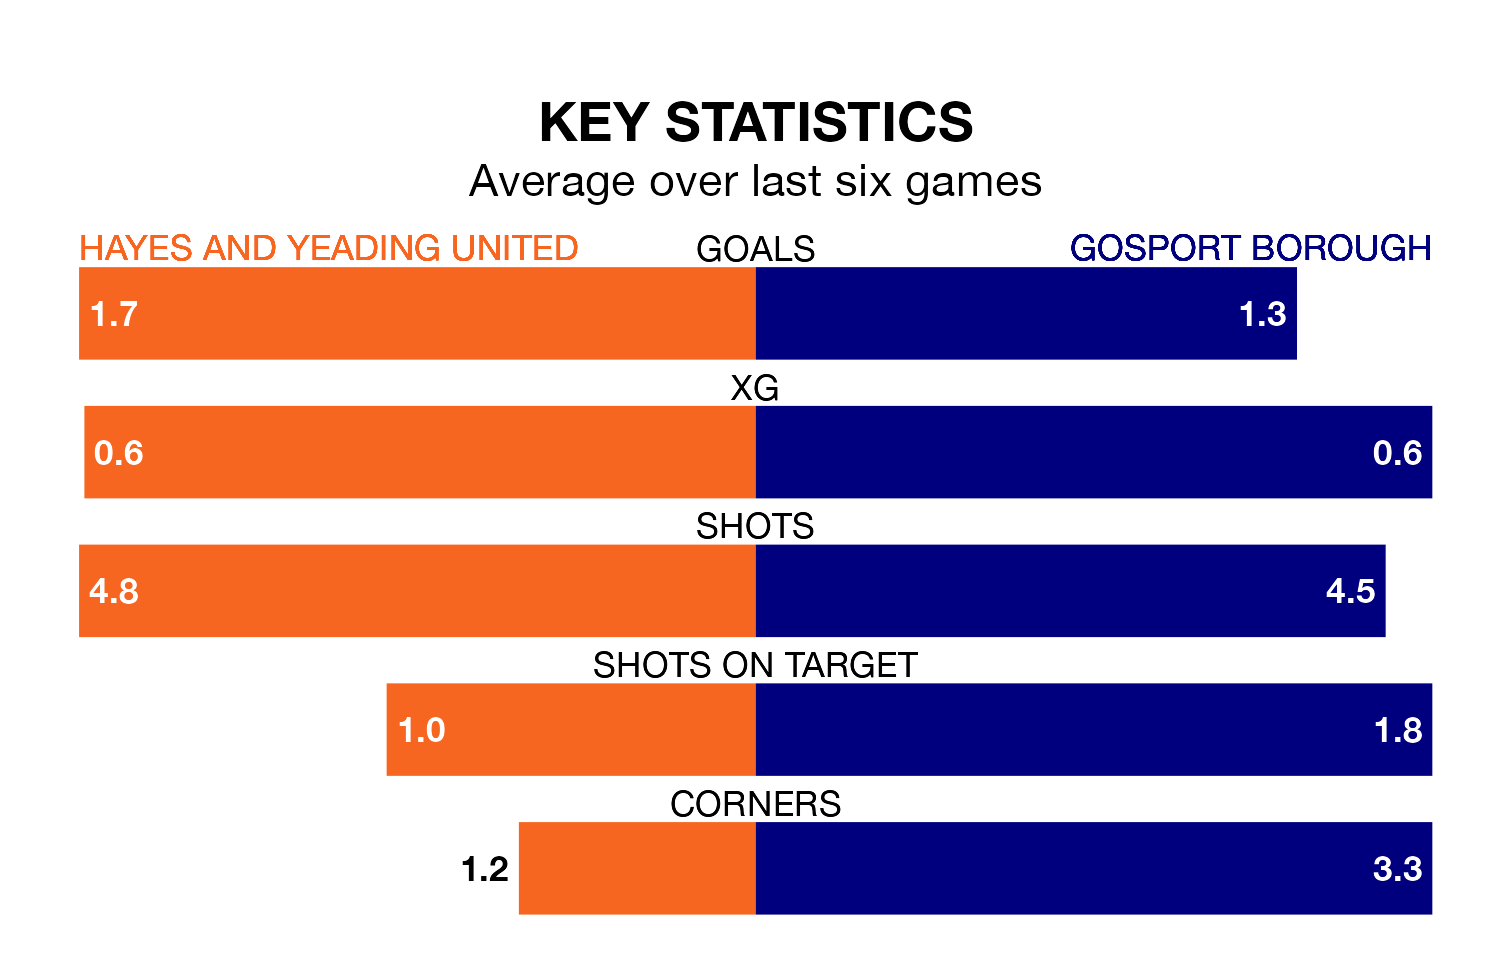 KEY STATISTICS
Average over last six games
HAYES AND YEADING UNITED GOALS GOSPORT BOROUGH
1.7 1.3
XG
0.6 0.6
SHOTS
4.8 4.5
SHOTS ON TARGET
1.0 1.8
CORNERS
1.2 3.3